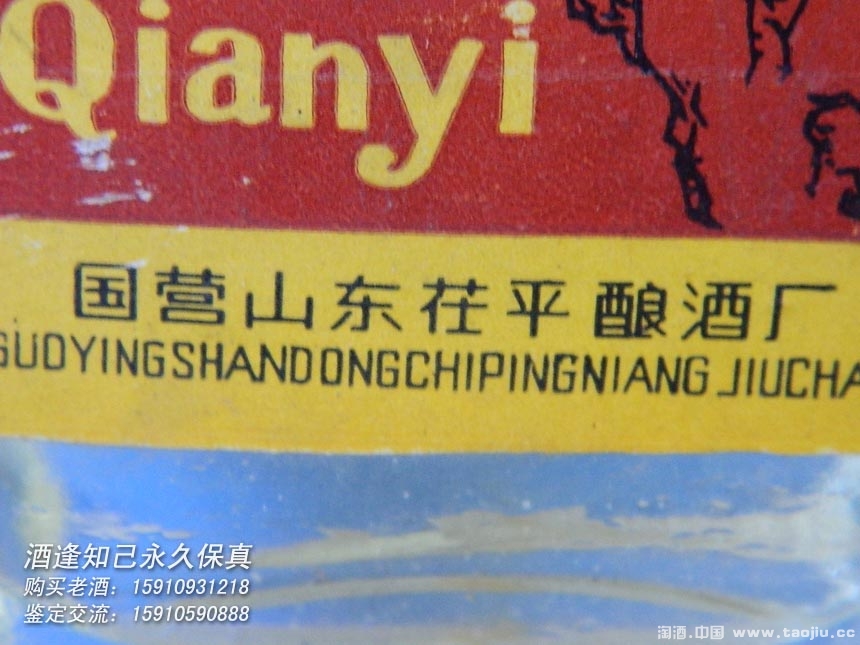 Qianyi
国营山东茌平酿酒厂
GUOYINGSHANDONGCHIPINGNIANG JIUCHA
酒逢知己永久保真
购买老酒：15910931218
鉴定交流：15910590888
淘酒.中国 www.taojiu.cc